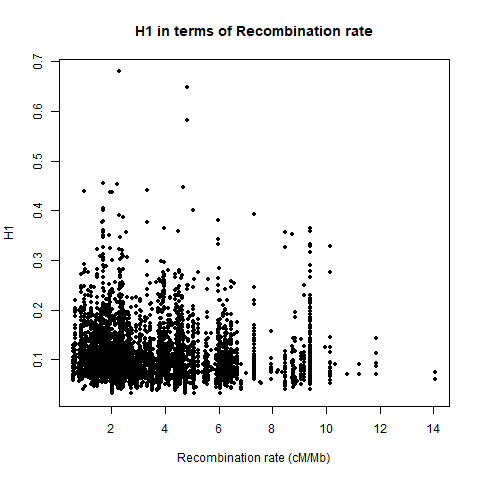 H1 in terms of Recombination rate
0.7
0.6
0.5
0.4
0.3
0.2
0.1
H1
2 4 6 8 10 12 14
Recombination rate (cM/Mb)